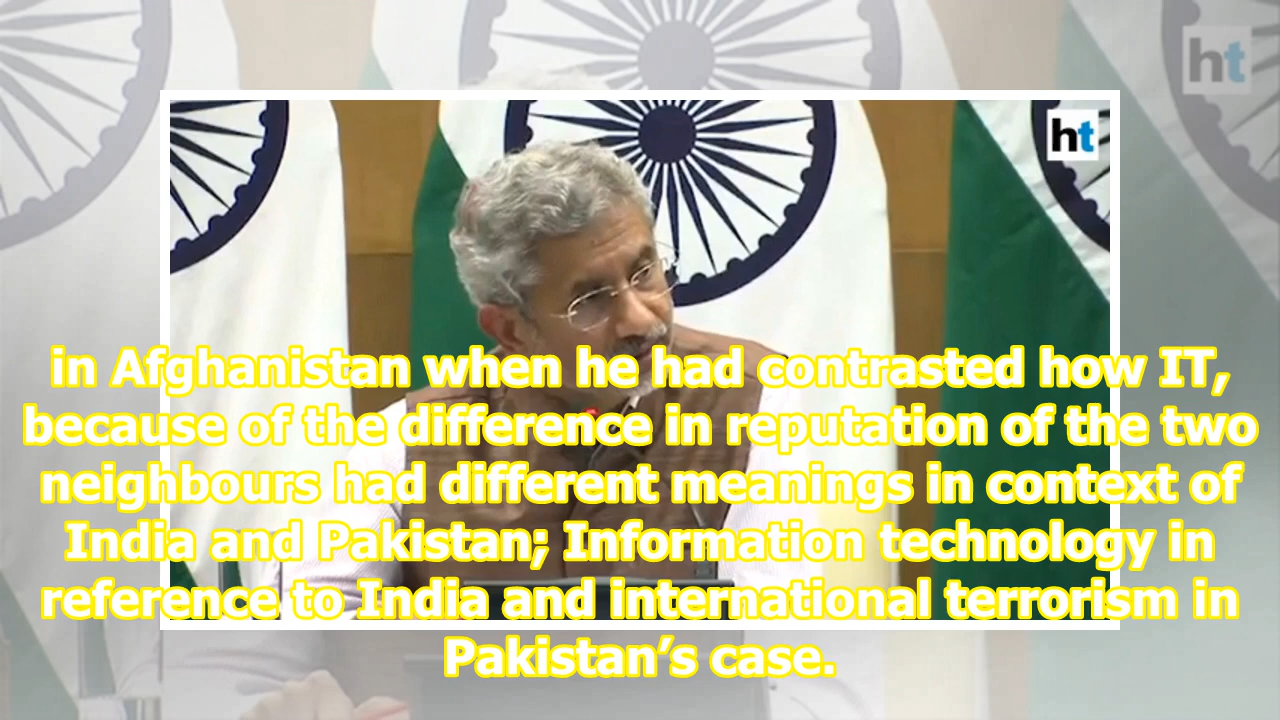 ht
ht
in Afghanistan when he had contrasted how IT,
because of the difference in reputation of the two
neighbours had different meanings in context of
India and Pakistan; Information technology in
reference to India and international terrorism in
Pakistan’s case.